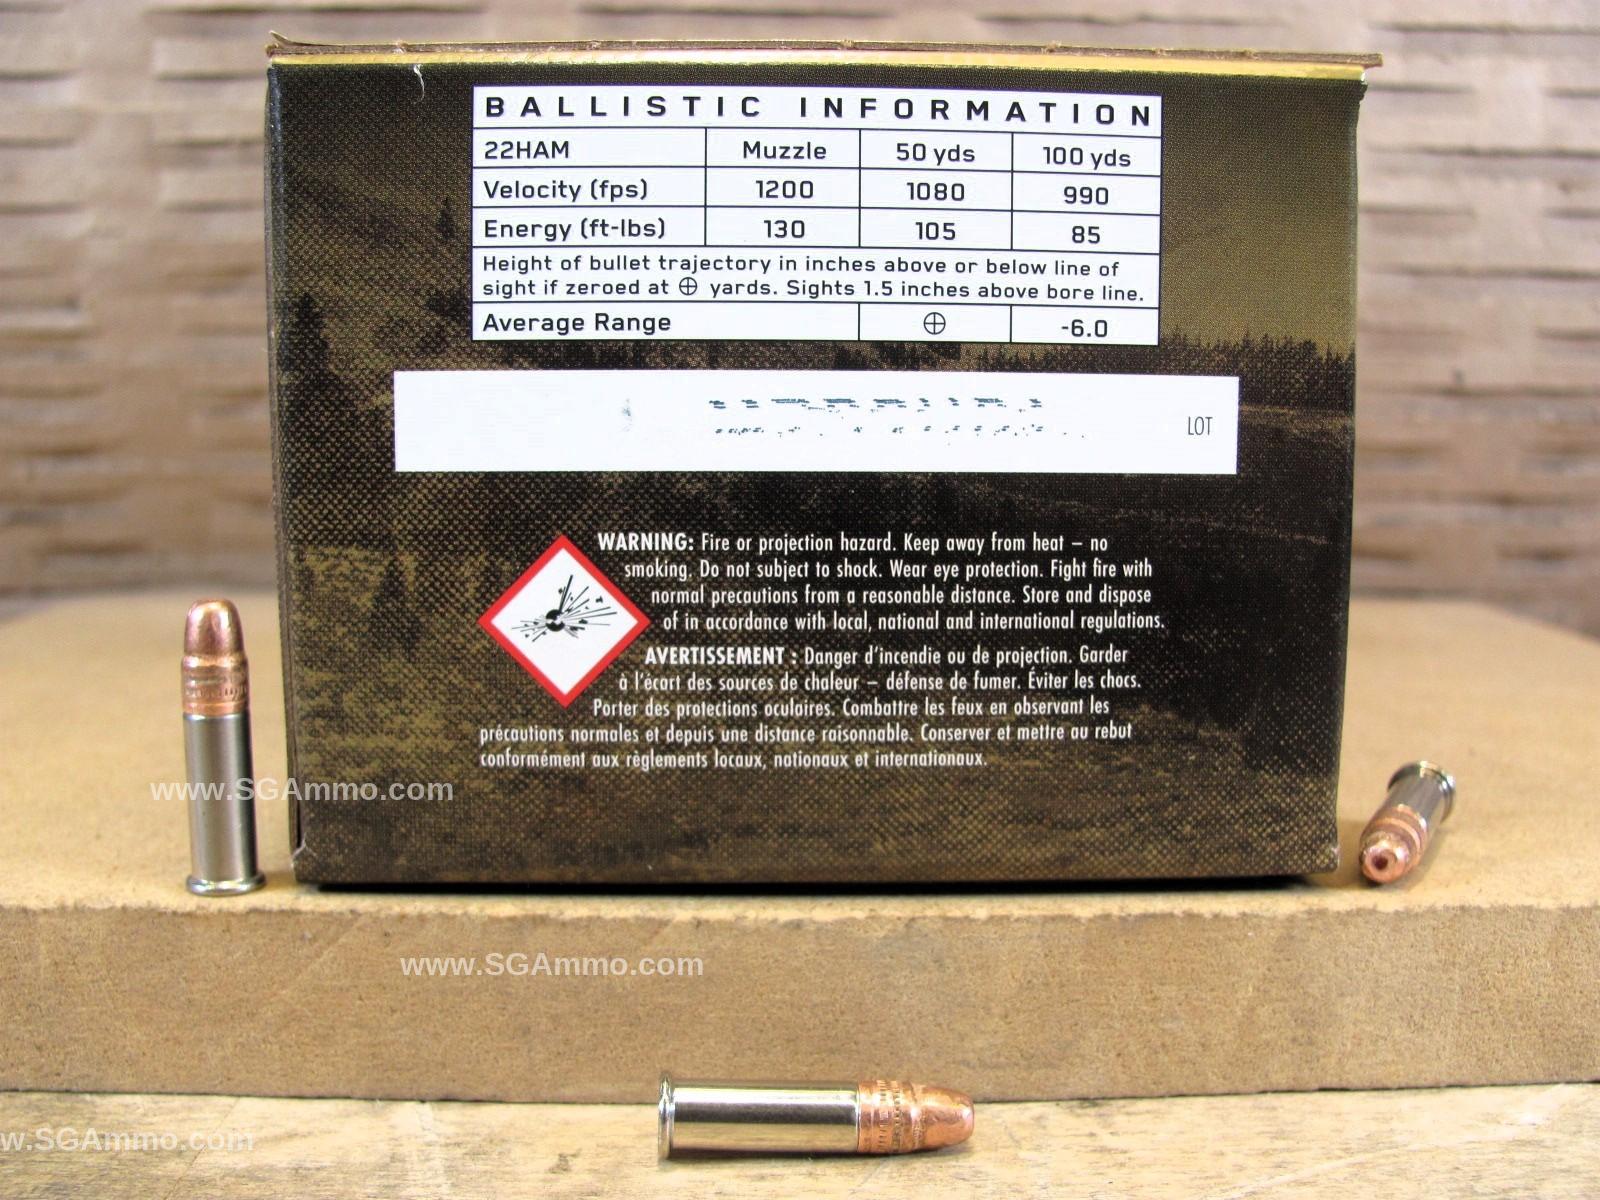 BALLISTIC INFORMATION
22HAM Muzzle 50 yds 100 yds
Velocity (fps) 1200 1080 990
Energy (ft-lbs) 130 105 85
Height of bullet trajectory in inches above or below line of
sight if zeroed at ⊕ yards. Sights 1.5 inches above bore line.
Average Range ⊕ -6.0
LOT
WARNING: Fire or projection hazard. Keep away from heat – no
smoking. Do not subject to shock. Wear eye protection. Fight fire with
normal precautions from a reasonable distance. Store and dispose
of in accordance with local, national and international regulations.
AVERTISSEMENT : Danger d'incendie ou de projection. Garder
à l'écart des sources de chaleur – défense de fumer. Éviter les chocs.
Porter des protections oculaires. Combattre les feux en observant les
précautions normales et depuis une distance raisonnable. Conserver et mettre au rebut
conformément aux règlements locaux, nationaux et internationaux.
www.SGAmmo.com
www.SGAmmo.com
w.SGAmmo.com